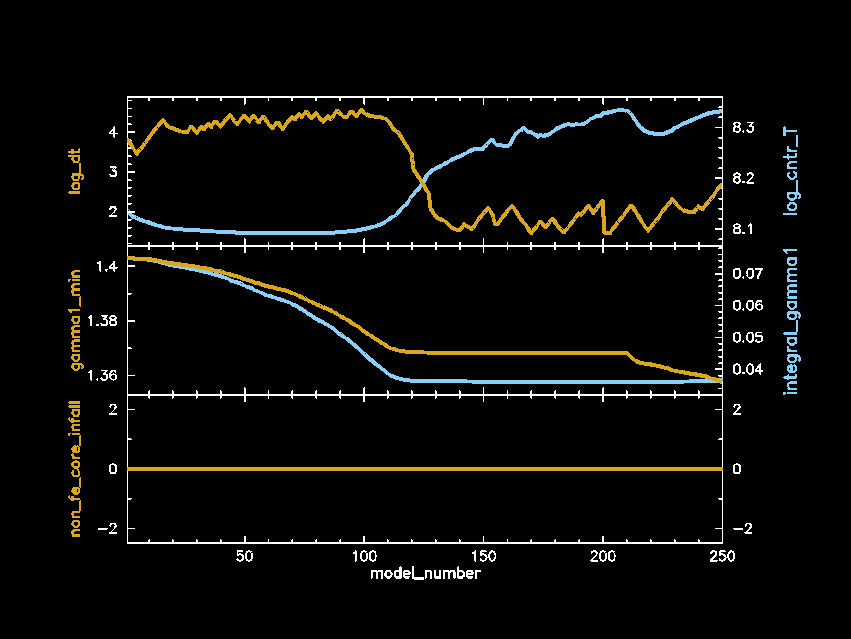 log_dt
4
3
2
8.3
8.2
8.1
log_cntr_T
gamma1_min
1.4
1.38
1.36
0.07
0.06
0.05
0.04
integral_gamma1
non_fe_core_infall
2
0
−2
2
0
−2
50 100 150 200 250
model_number